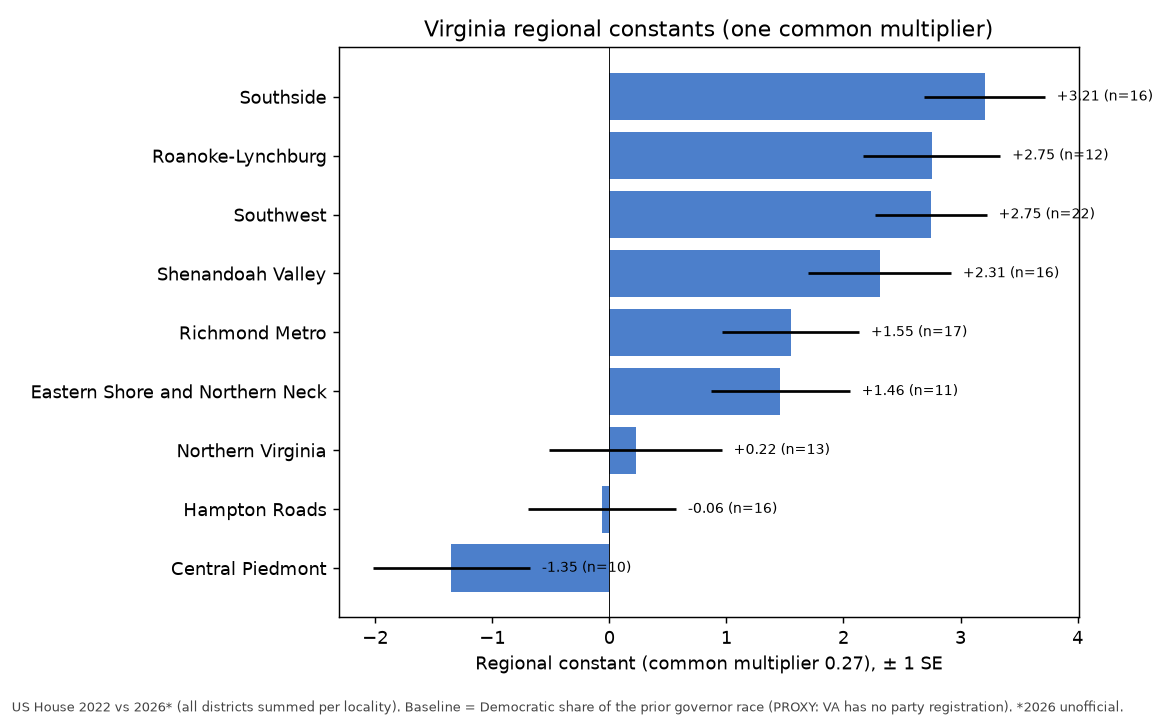 Virginia regional constants (one common multiplier)
Southside
+3.21 (n=16)
Roanoke-Lynchburg
+2.75 (n=12)
Southwest
+2.75 (n=22)
Shenandoah Valley
+2.31 (n=16)
Richmond Metro
+1.55 (n=17)
Eastern Shore and Northern Neck
+1.46 (n=11)
Northern Virginia
+0.22 (n=13)
Hampton Roads
-0.06 (n=16)
Central Piedmont
-1.35 (n=10)
−2 −1 0 1 2 3 4
Regional constant (common multiplier 0.27), ± 1 SE
US House 2022 vs 2026* (all districts summed per locality). Baseline = Democratic share of the prior governor race (PROXY: VA has no party registration). *2026 unofficial.